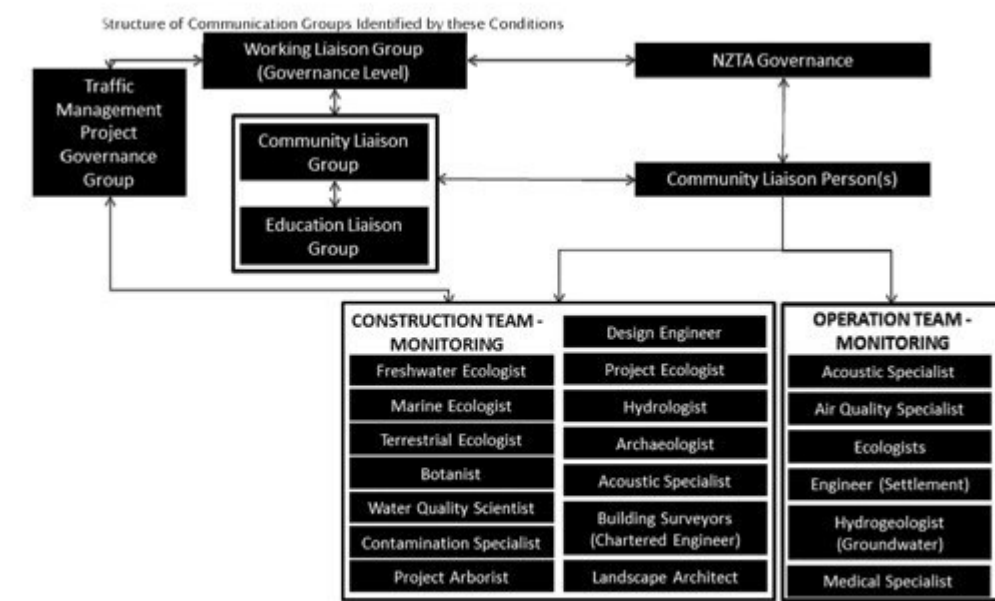 Structure of Communication Groups Identified by these Conditions
Working Liaison Group
(Governance Level)
NZTA Governance
Traffic
Management
Project
Governance
Group
Community Liaison
Group
Community Liaison Person(s)
Education Liaison
Group
CONSTRUCTION TEAM -
MONITORING
Freshwater Ecologist
Marine Ecologist
Terrestrial Ecologist
Botanist
Water Quality Scientist
Contamination Specialist
Project Arborist
Design Engineer
Project Ecologist
Hydrologist
Archaeologist
Acoustic Specialist
Building Surveyors
(Chartered Engineer)
Landscape Architect
OPERATION TEAM -
MONITORING
Acoustic Specialist
Air Quality Specialist
Ecologists
Engineer (Settlement)
Hydrogeologist
(Groundwater)
Medical Specialist